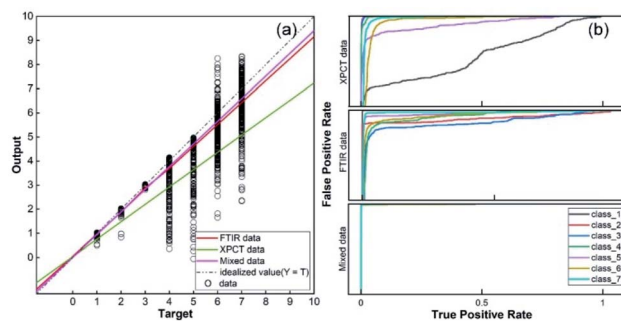 (a)
10
9
8
7
6
5
4
3
2
1
0
Output
0 1 2 3 4 5 6 7 8 9 10
Target
FTIR data
XPCT data
Mixed data
idealized value(Y = T)
data
(b)
False Positive Rate
XPCT data
FTIR data
Mixed data
class_1
class_2
class_3
class_4
class_5
class_6
class_7
0 0.5 1
True Positive Rate